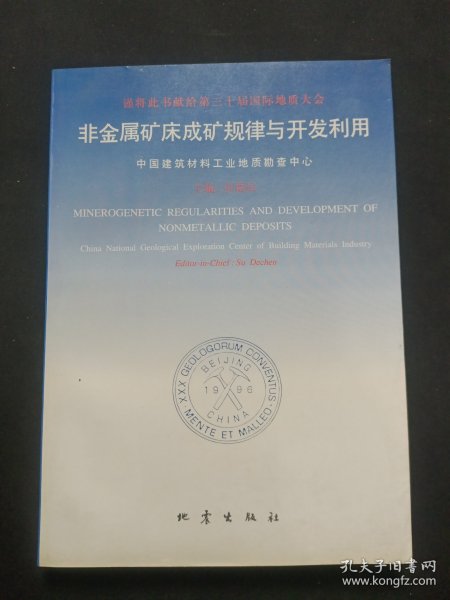 谨将此书献给第三十届国际地质大会
非金属矿床成矿规律与开发利用
中国建筑材料工业地质勘查中心
主编
MINEROGENETIC REGULARITIES AND DEVELOPMENT OF
NONMETALLIC DEPOSITS
China National Geological Exploration Center of Building Materials Industry
Editor-in-Chief : Su Dechen
XXX GEOLOGORUM CONVENTUS
BEIJING
1996
CHINA
MENTE ET MALLEO
地震出版社
孔夫子旧书网
www.kongfz.com